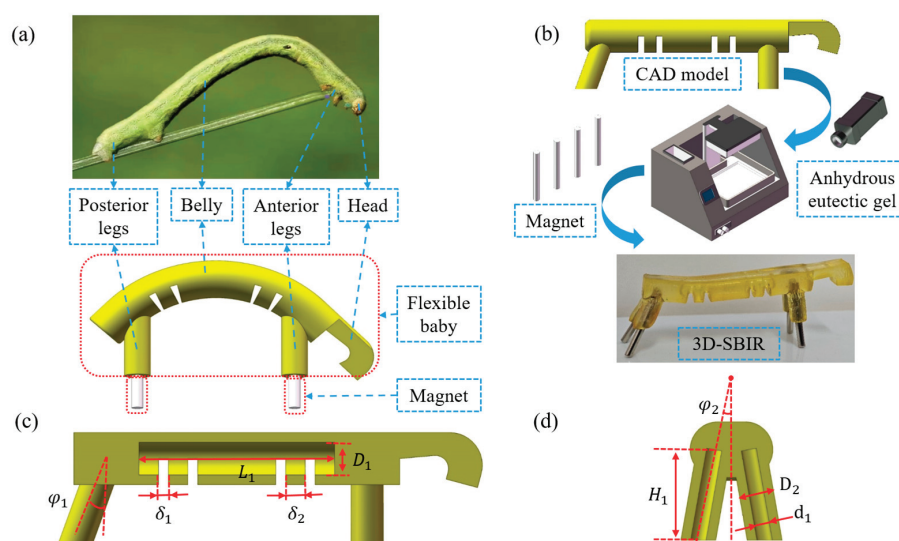 (a)
Posterior
legs
Belly
Anterior
legs
Head
Flexible
baby
Magnet
(b)
CAD model
Anhydrous
eutectic gel
Magnet
3D-SBIR
(c)
φ₁
L₁
D₁
δ₁
δ₂
(d)
φ₂
H₁
D₂
d₁